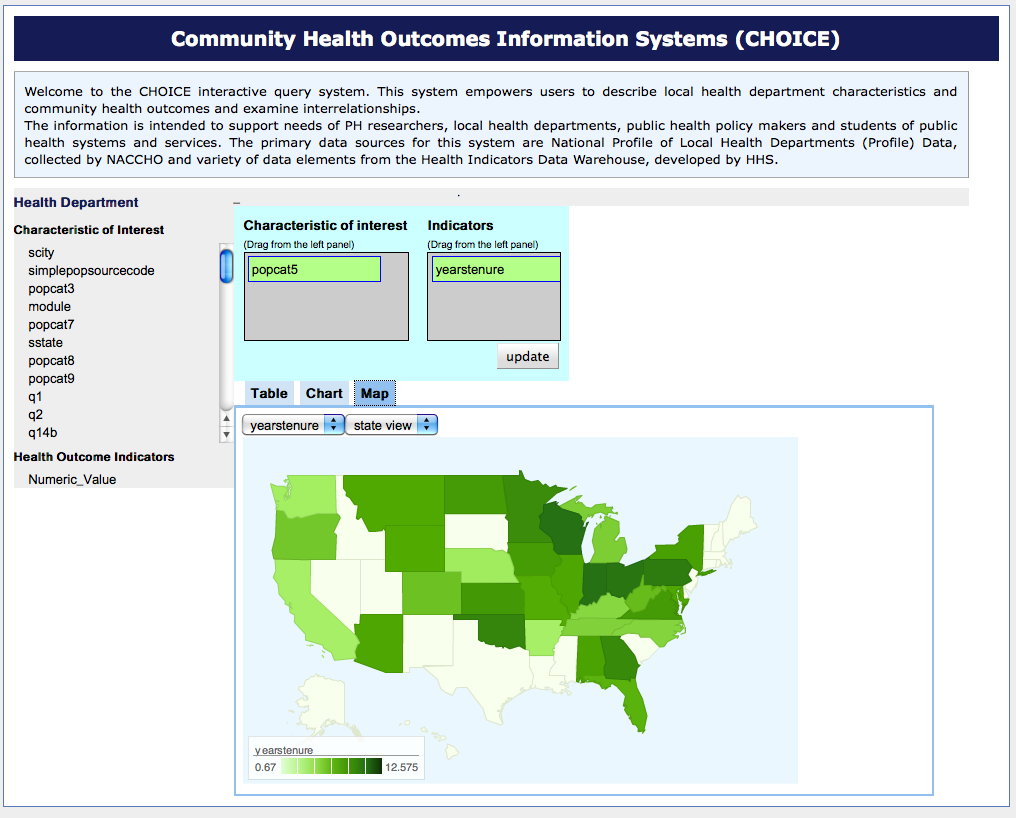 Community Health Outcomes Information Systems (CHOICE)
Welcome to the CHOICE interactive query system. This system empowers users to describe local health department characteristics and
community health outcomes and examine interrelationships.
The information is intended to support needs of PH researchers, local health departments, public health policy makers and students of public
health systems and services. The primary data sources for this system are National Profile of Local Health Departments (Profile) Data,
collected by NACCHO and variety of data elements from the Health Indicators Data Warehouse, developed by HHS.
Health Department
Characteristic of Interest
scity
simplepopsourcecode
popcat3
module
popcat7
sstate
popcat8
popcat9
q1
q2
q14b
Health Outcome Indicators
Numeric_Value
Characteristic of interest
(Drag from the left panel)
popcat5
Indicators
(Drag from the left panel)
yearstenure
update
Table Chart Map
yearstenure state view
yearstenure
0.67 12.575